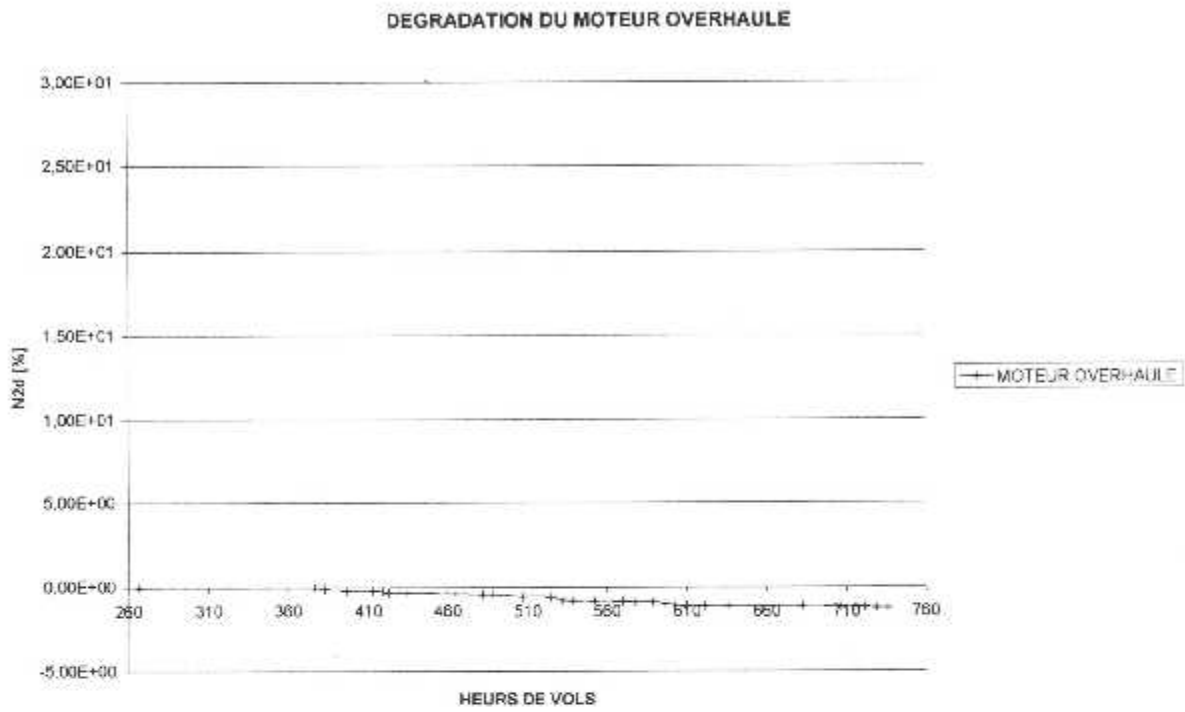 DEGRADATION DU MOTEUR OVERHAULE
3,00E+01
2,50E+01
2,00E+01
1,50E+01
1,00E+01
5,00E+00
0,00E+00
-5,00E+00
N2d [%]
260 310 360 410 460 510 560 610 660 710 760
HEURS DE VOLS
MOTEUR OVERHAULE